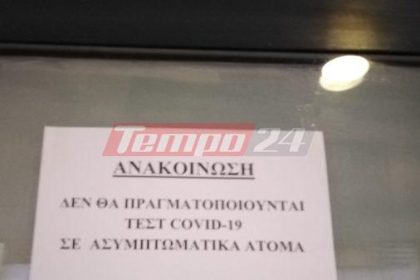 Tempo24
ΑΝΑΚΟΙΝΩΣΗ
ΔΕΝ ΘΑ ΠΡΑΓΜΑΤΟΠΟΙΟΥΝΤΑΙ
ΤΕΣΤ COVID-19
ΣΕ ΑΣΥΜΠΤΩΜΑΤΙΚΑ ΑΤΟΜΑ